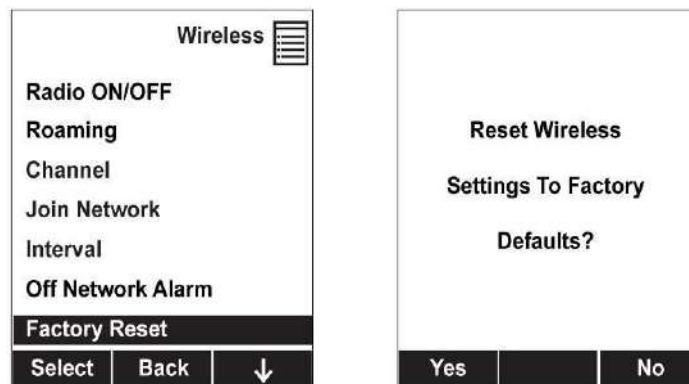 Wireless
Radio ON/OFF
Roaming
Channel
Join Network
Interval
Off Network Alarm
Factory Reset
Select Back ↓
Reset Wireless
Settings To Factory
Defaults?
Yes No